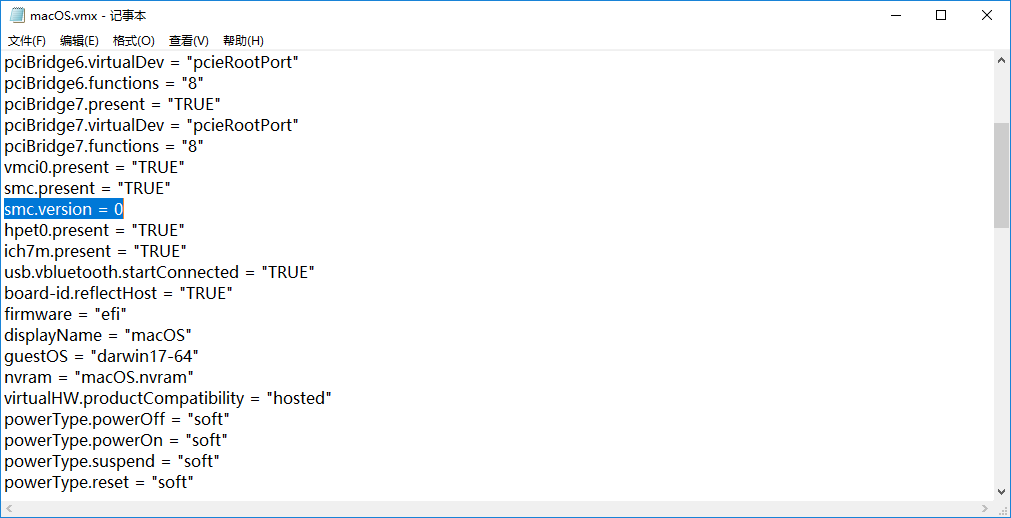 macOS.vmx - 记事本
文件(F) 编辑(E) 格式(O) 查看(V) 帮助(H)
pciBridge6.virtualDev = "pcieRootPort"
pciBridge6.functions = "8"
pciBridge7.present = "TRUE"
pciBridge7.virtualDev = "pcieRootPort"
pciBridge7.functions = "8"
vmci0.present = "TRUE"
smc.present = "TRUE"
smc.version = 0
hpet0.present = "TRUE"
ich7m.present = "TRUE"
usb.vbluetooth.startConnected = "TRUE"
board-id.reflectHost = "TRUE"
firmware = "efi"
displayName = "macOS"
guestOS = "darwin17-64"
nvram = "macOS.nvram"
virtualHW.productCompatibility = "hosted"
powerType.powerOff = "soft"
powerType.powerOn = "soft"
powerType.suspend = "soft"
powerType.reset = "soft"